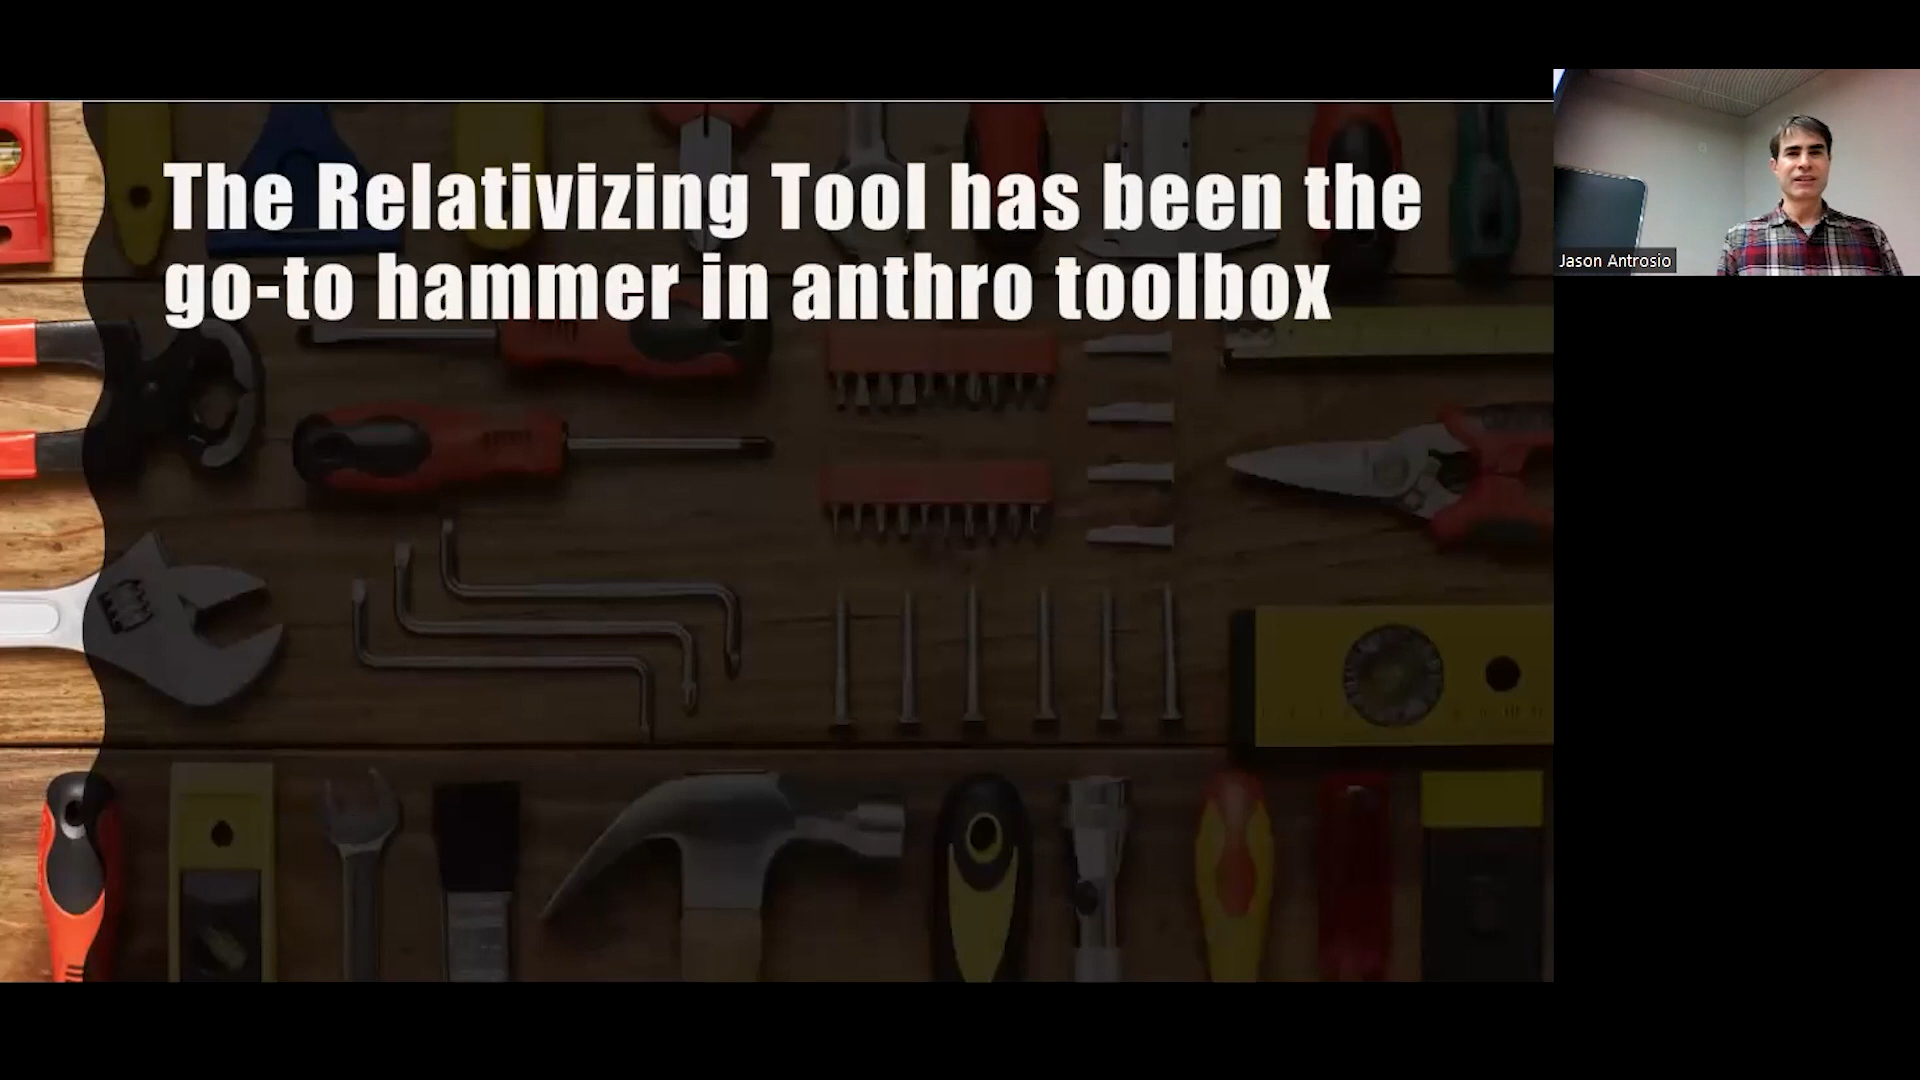 The Relativizing Tool has been the
go-to hammer in anthro toolbox
Jason Antrosio